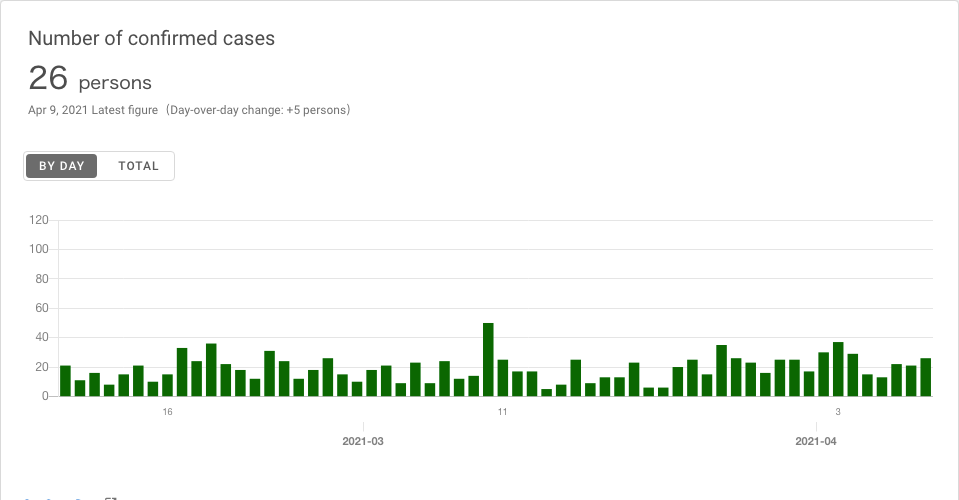 Number of confirmed cases
26 persons
Apr 9, 2021 Latest figure（Day-over-day change: +5 persons）
BY DAY TOTAL
120
100
80
60
40
20
0
16 11 3
2021-03 2021-04